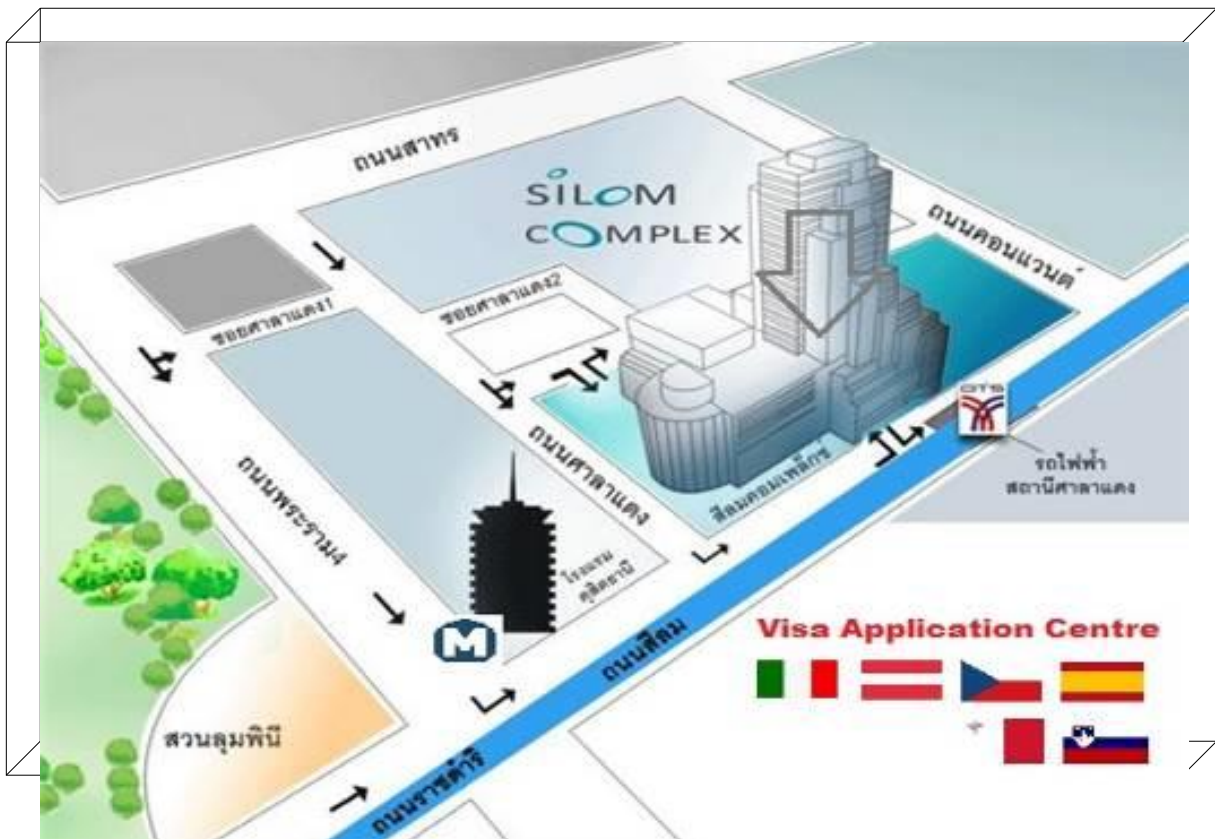 ถนนสาทร
SILOM
COMPLEX
ถนนคอนแวนต์
ซอยศาลาแดง2
ซอยศาลาแดง1
BTS
รถไฟฟ้า
สถานีศาลาแดง
ถนนศาลาแดง
สีลมคอมเพล็กซ์
ถนนพระราม4
โรงแรม
ดุสิตธานี
M
ถนนสีลม
Visa Application Centre
สวนลุมพินี
ถนนราชดำริ